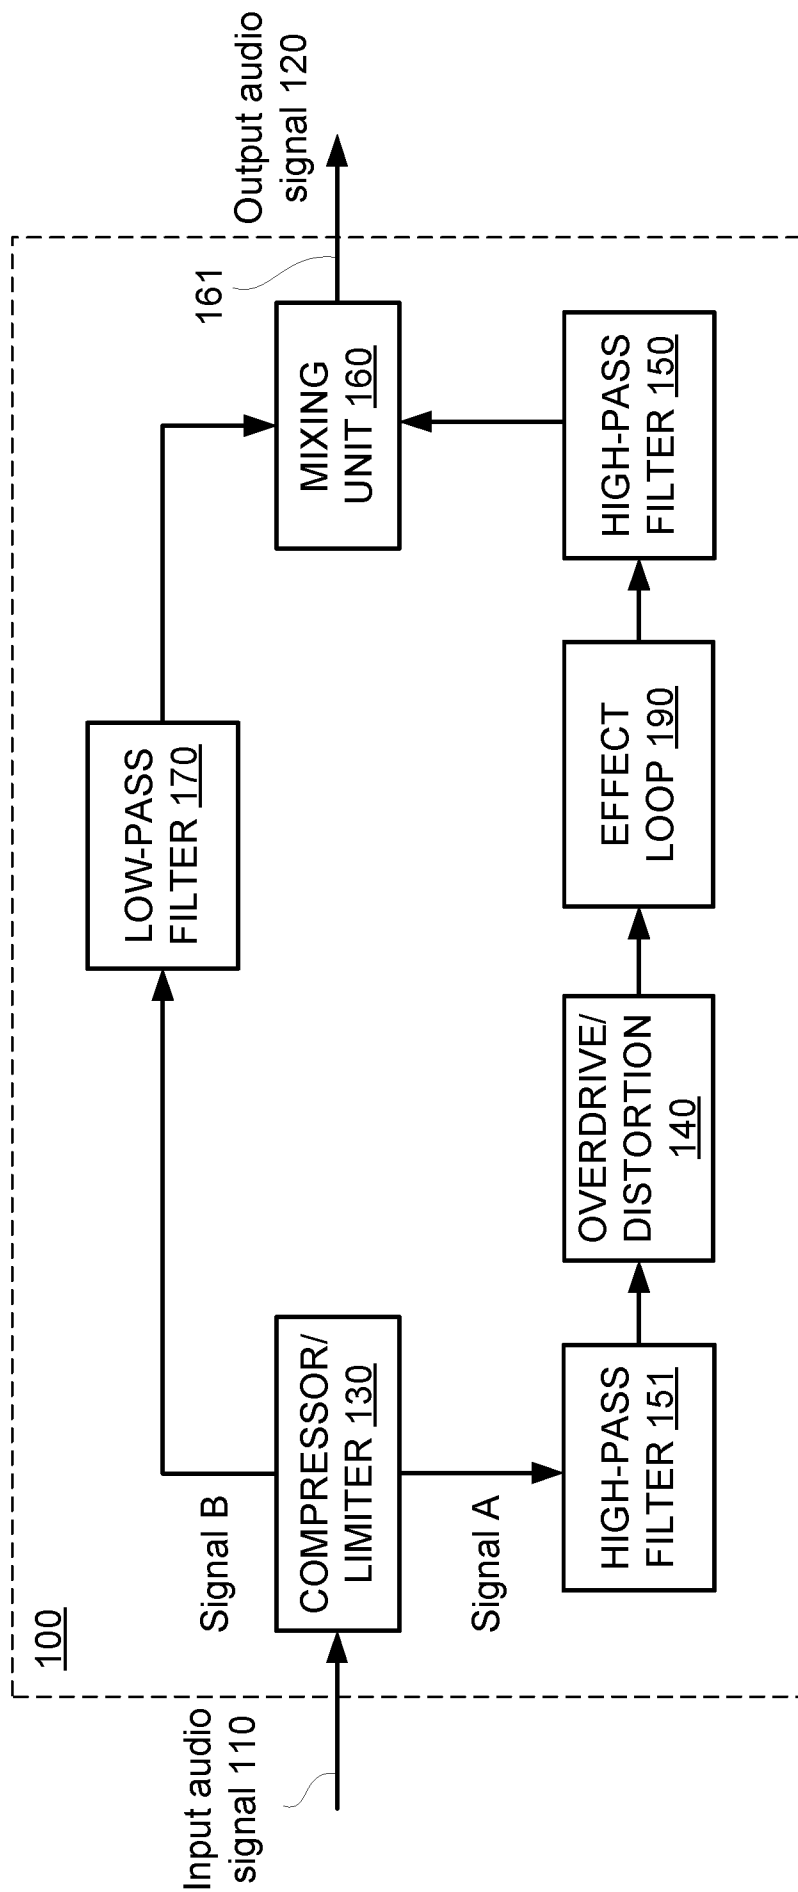 100
Input audio
signal 110
Signal B
COMPRESSOR/
LIMITER 130
Signal A
HIGH-PASS
FILTER 151
OVERDRIVE/
DISTORTION
140
EFFECT
LOOP 190
HIGH-PASS
FILTER 150
LOW-PASS
FILTER 170
MIXING
UNIT 160
161
Output audio
signal 120